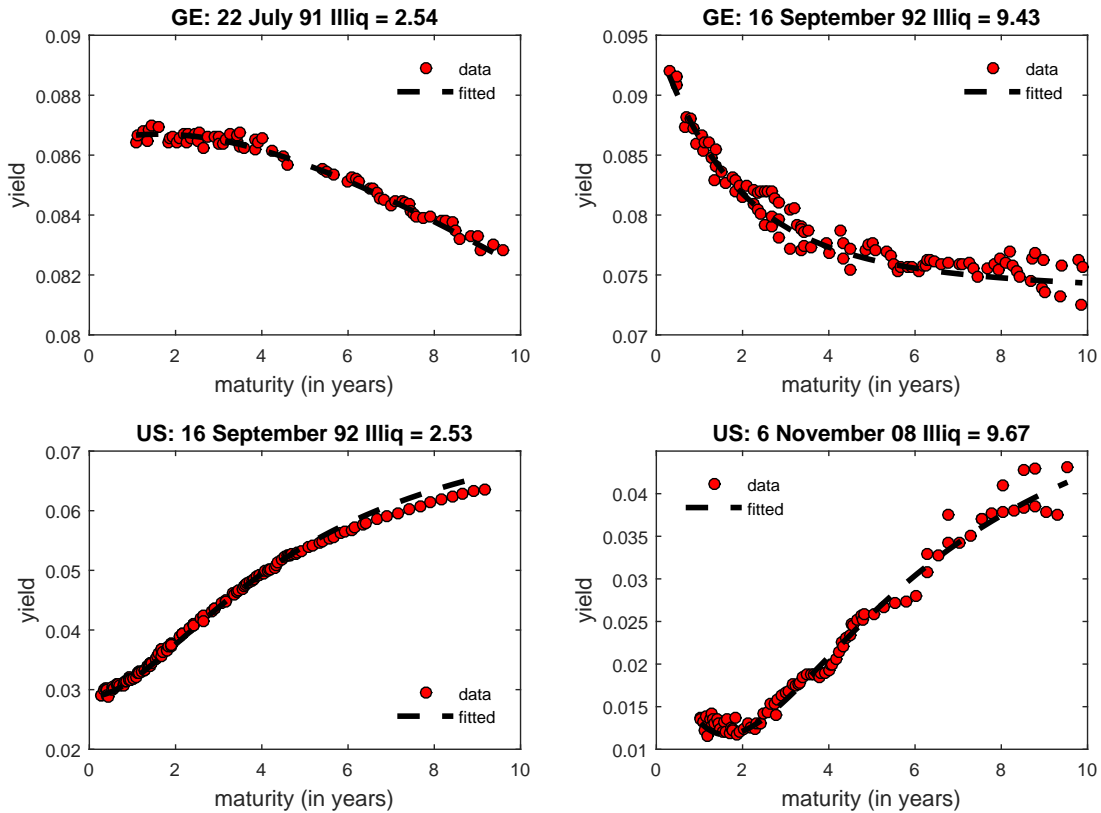 GE: 22 July 91 Illiq = 2.54
0.09
0.088
0.086
0.084
0.082
0.08
yield
data
fitted
0 2 4 6 8 10
maturity (in years)
GE: 16 September 92 Illiq = 9.43
0.095
0.09
0.085
0.08
0.075
0.07
yield
data
fitted
0 2 4 6 8 10
maturity (in years)
US: 16 September 92 Illiq = 2.53
0.07
0.06
0.05
0.04
0.03
0.02
yield
data
fitted
0 2 4 6 8 10
maturity (in years)
US: 6 November 08 Illiq = 9.67
0.04
0.03
0.02
0.01
yield
data
fitted
0 2 4 6 8 10
maturity (in years)